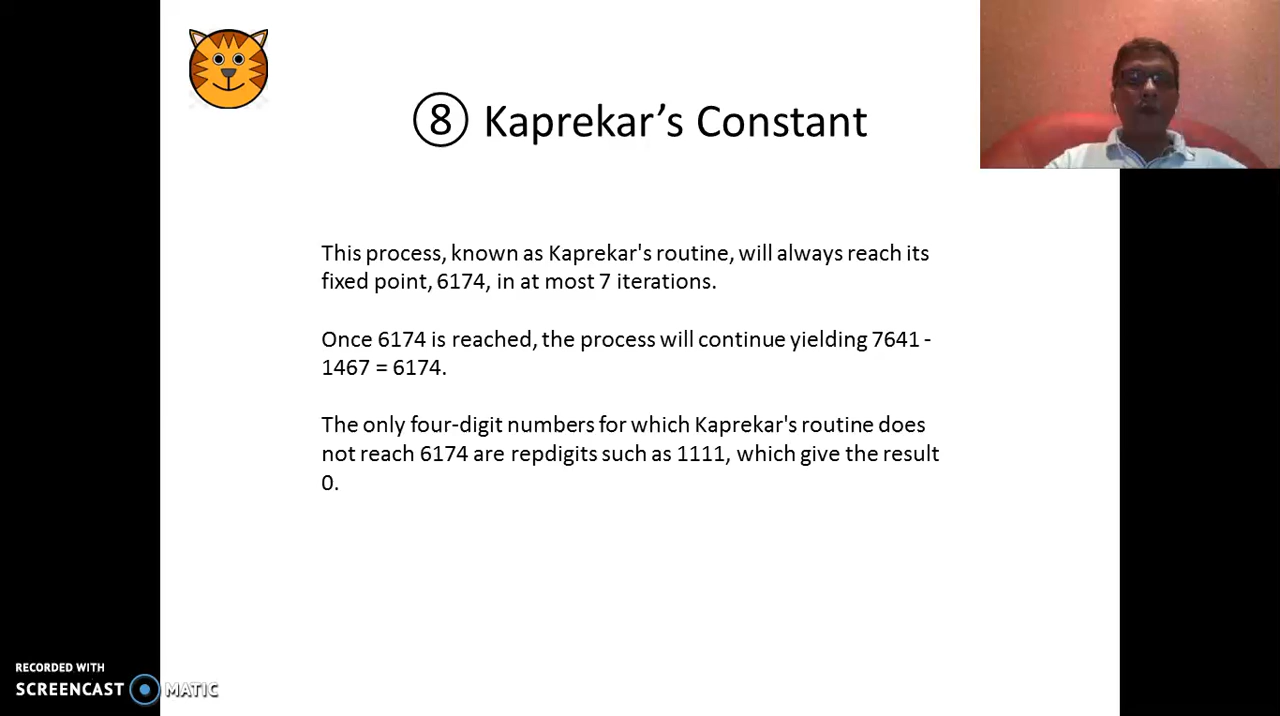 ⑧ Kaprekar’s Constant
This process, known as Kaprekar's routine, will always reach its
fixed point, 6174, in at most 7 iterations.
Once 6174 is reached, the process will continue yielding 7641 -
1467 = 6174.
The only four-digit numbers for which Kaprekar's routine does
not reach 6174 are repdigits such as 1111, which give the result
0.
RECORDED WITH
SCREENCAST MATIC